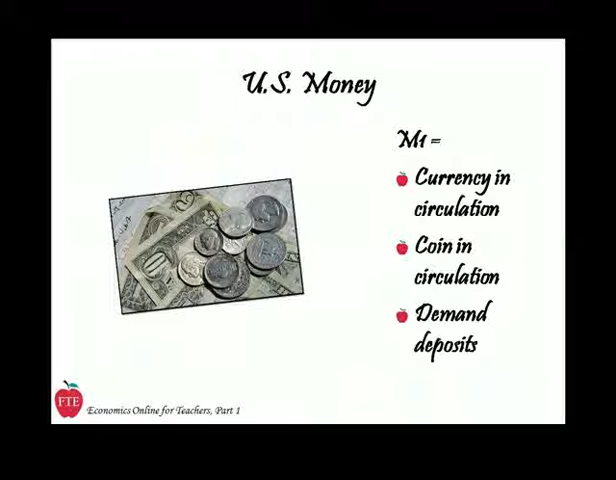 U.S. Money
M1 =
Currency in
circulation
Coin in
circulation
Demand
deposits
FTE
Economics Online for Teachers, Part 1